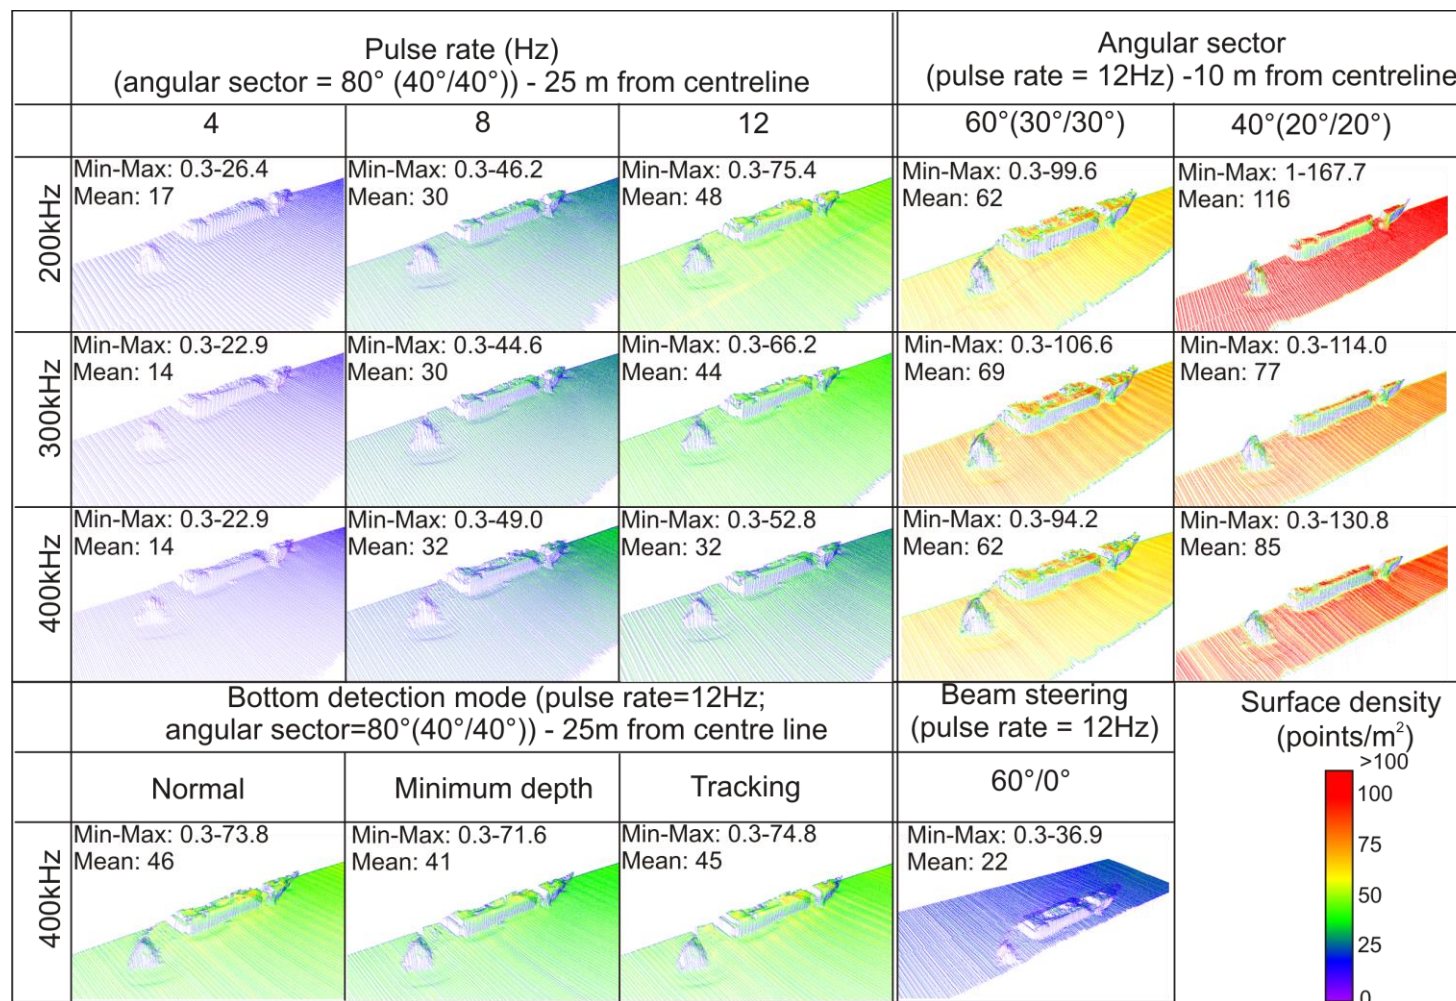 Pulse rate (Hz)
(angular sector = 80° (40°/40°)) - 25 m from centreline
Angular sector
(pulse rate = 12Hz) -10 m from centreline
4
8
12
60°(30°/30°)
40°(20°/20°)
200kHz
Min-Max: 0.3-26.4
Mean: 17
Min-Max: 0.3-46.2
Mean: 30
Min-Max: 0.3-75.4
Mean: 48
Min-Max: 0.3-99.6
Mean: 62
Min-Max: 1-167.7
Mean: 116
300kHz
Min-Max: 0.3-22.9
Mean: 14
Min-Max: 0.3-44.6
Mean: 30
Min-Max: 0.3-66.2
Mean: 44
Min-Max: 0.3-106.6
Mean: 69
Min-Max: 0.3-114.0
Mean: 77
400kHz
Min-Max: 0.3-22.9
Mean: 14
Min-Max: 0.3-49.0
Mean: 32
Min-Max: 0.3-52.8
Mean: 32
Min-Max: 0.3-94.2
Mean: 62
Min-Max: 0.3-130.8
Mean: 85
Bottom detection mode (pulse rate=12Hz;
angular sector=80°(40°/40°)) - 25m from centre line
Beam steering
(pulse rate = 12Hz)
Normal
Minimum depth
Tracking
60°/0°
400kHz
Min-Max: 0.3-73.8
Mean: 46
Min-Max: 0.3-71.6
Mean: 41
Min-Max: 0.3-74.8
Mean: 45
Min-Max: 0.3-36.9
Mean: 22
Surface density
(points/m²)
>100
100
75
50
25
0